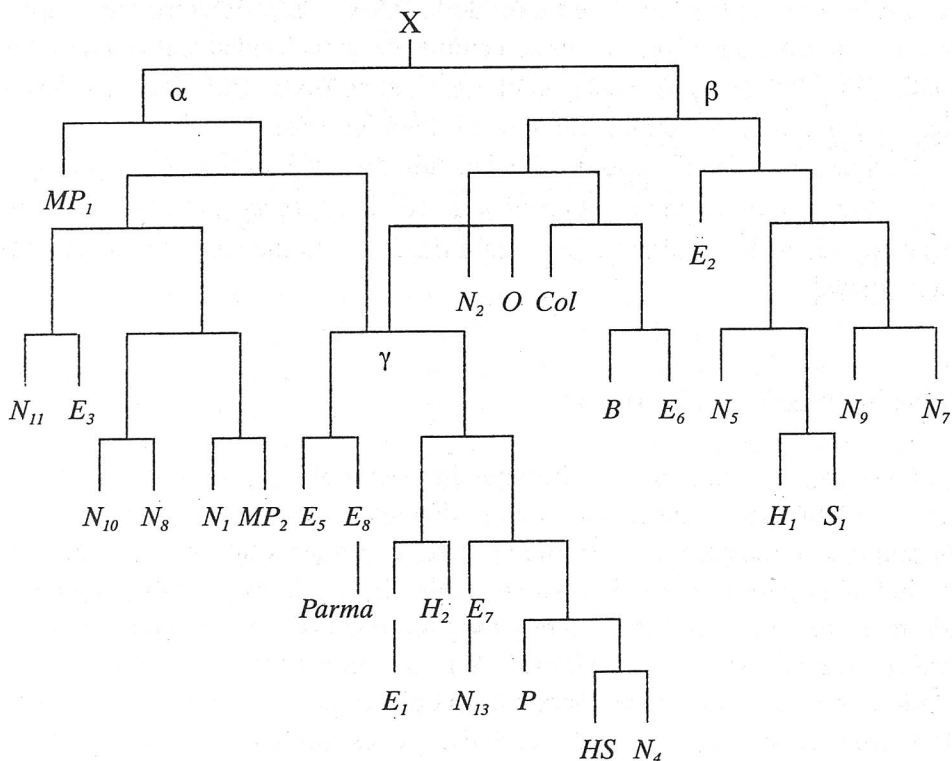 X
α β
MP₁
E₂
N₂ O Col
γ
N₁₁ E₃ B E₆ N₅ N₉ N₇
N₁₀ N₈ N₁ MP₂ E₅ E₈ H₁ S₁
Parma H₂ E₇
E₁ N₁₃ P
HS N₄